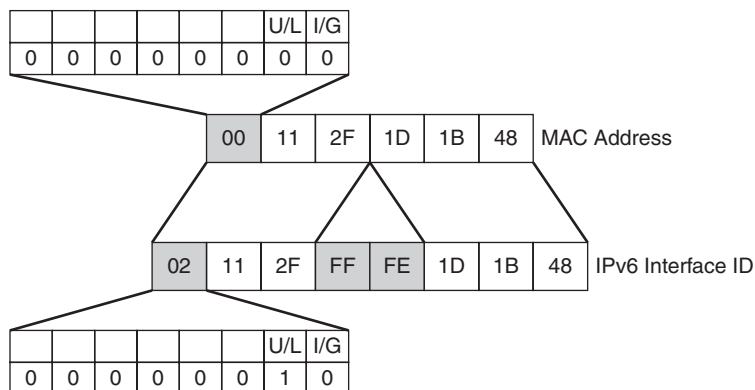 U/L I/G
0 0 0 0 0 0 0 0
00 11 2F 1D 1B 48 MAC Address
02 11 2F FF FE 1D 1B 48 IPv6 Interface ID
U/L I/G
0 0 0 0 0 0 1 0